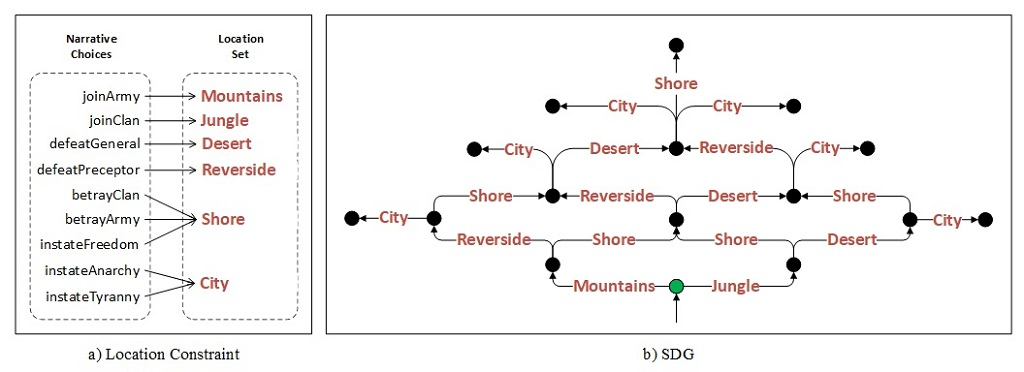 Narrative
Choices
Location
Set
joinArmy
Mountains
joinClan
Jungle
defeatGeneral
Desert
defeatPreceptor
Reverside
betrayClan
betrayArmy
Shore
instateFreedom
instateAnarchy
City
instateTyranny
a) Location Constraint
Shore
City City
City Desert Reverside City
Shore Reverside Desert Shore
City City
Reverside Shore Shore Desert
Mountains Jungle
b) SDG